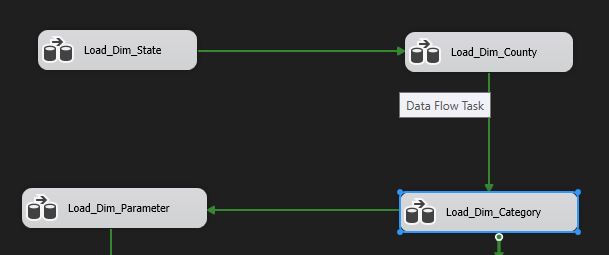 Load_Dim_State
Load_Dim_County
Data Flow Task
Load_Dim_Parameter
Load_Dim_Category